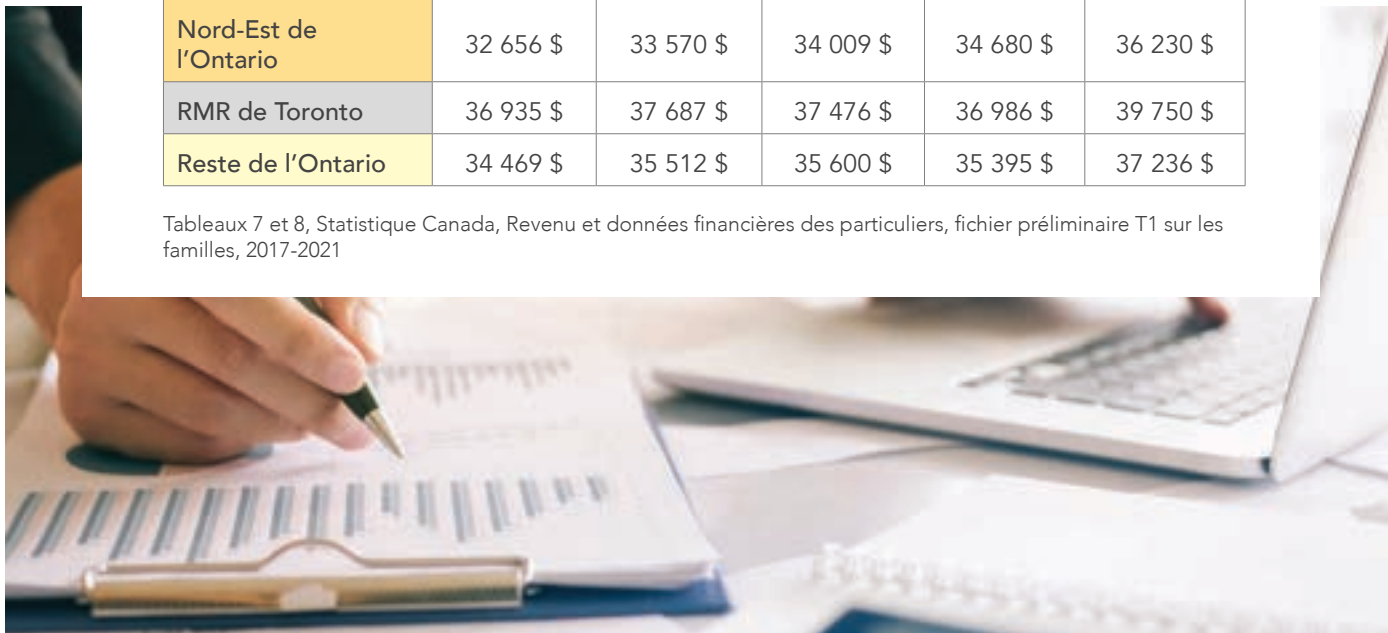 Nord-Est de
l’Ontario 32 656 $ 33 570 $ 34 009 $ 34 680 $ 36 230 $
RMR de Toronto 36 935 $ 37 687 $ 37 476 $ 36 986 $ 39 750 $
Reste de l’Ontario 34 469 $ 35 512 $ 35 600 $ 35 395 $ 37 236 $
Tableaux 7 et 8, Statistique Canada, Revenu et données financières des particuliers, fichier préliminaire T1 sur les
familles, 2017-2021